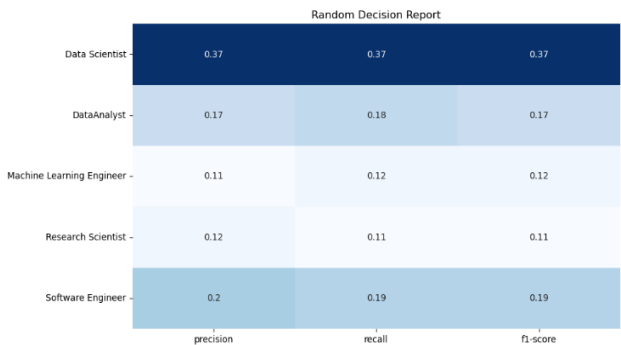 Random Decision Report
Data Scientist 0.37 0.37 0.37
DataAnalyst 0.17 0.18 0.17
Machine Learning Engineer 0.11 0.12 0.12
Research Scientist 0.12 0.11 0.11
Software Engineer 0.2 0.19 0.19
precision recall f1-score